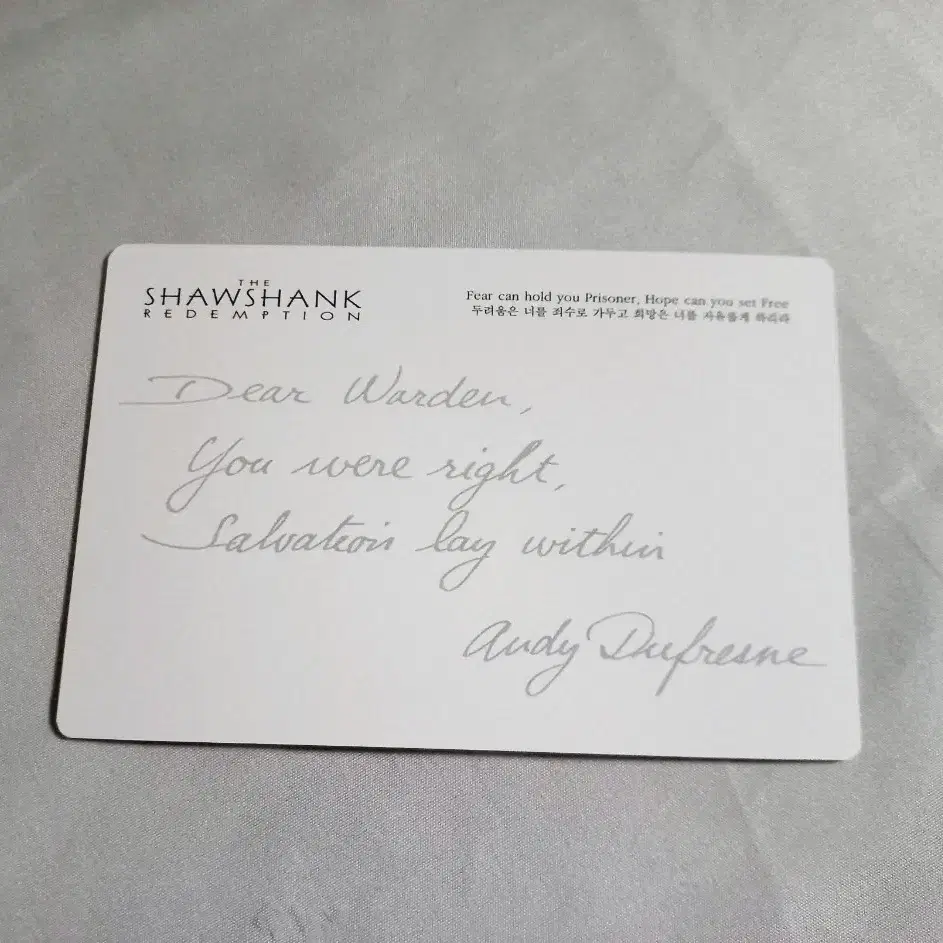 THE
SHAWSHANK
REDEMPTION
Fear can hold you Prisoner, Hope can you set Free
두려움은 너를 죄수로 가두고 희망은 너를 자유롭게 하리라
Dear Warden,
You were right,
Salvation lay within
Andy Dufresne